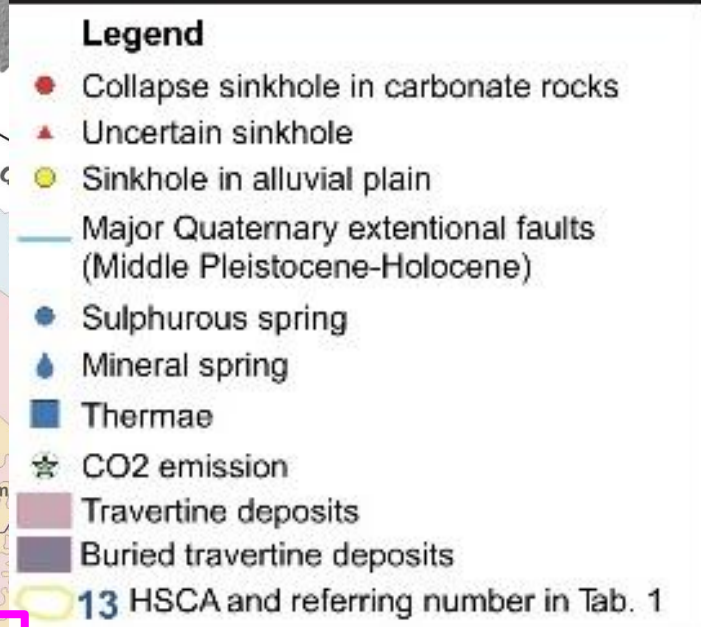 Legend
Collapse sinkhole in carbonate rocks
Uncertain sinkhole
Sinkhole in alluvial plain
Major Quaternary extentional faults
(Middle Pleistocene-Holocene)
Sulphurous spring
Mineral spring
Thermae
CO2 emission
Travertine deposits
Buried travertine deposits
13 HSCA and referring number in Tab. 1